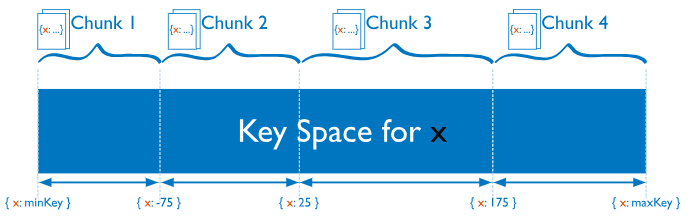 {x: ...} Chunk 1 {x: ...} Chunk 2 {x: ...} Chunk 3 {x: ...} Chunk 4
Key Space for x
{ x: minKey } { x: -75 } { x: 25 } { x: 175 } { x: maxKey }